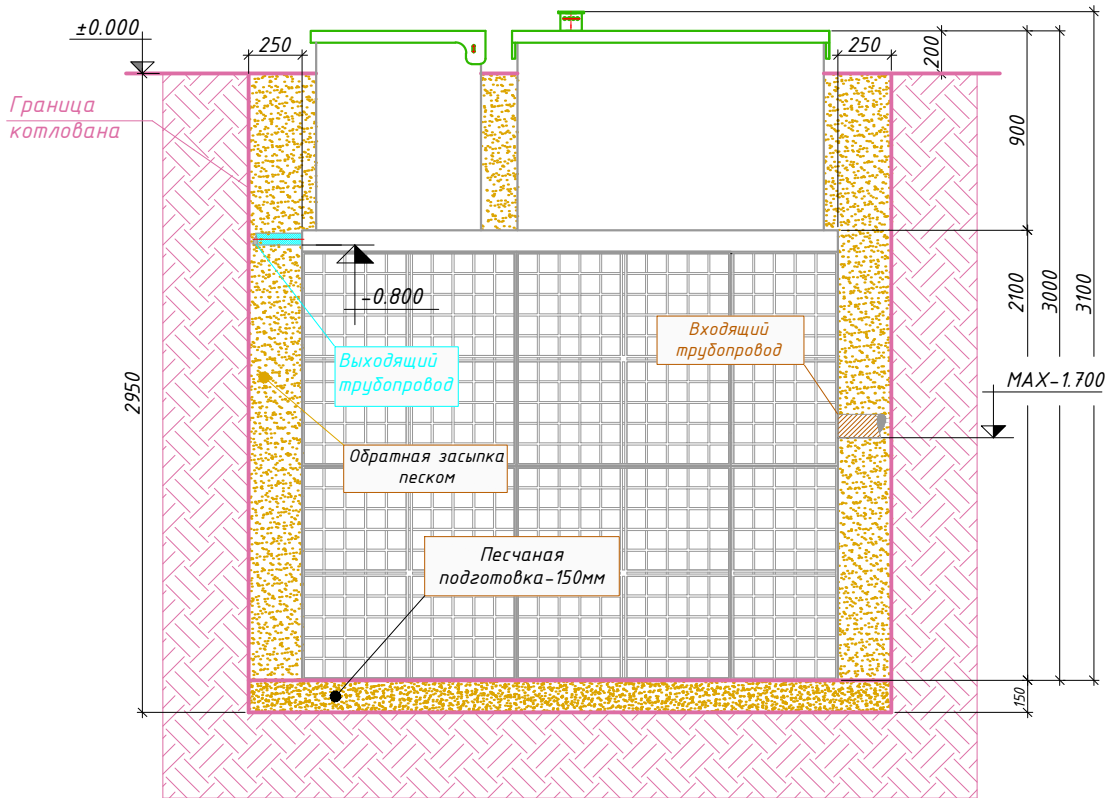 ±0.000
250
250
200
Граница
котлована
900
-0.800
2100
3000
3100
Входящий
трубопровод
Выходящий
трубопровод
2950
MAX-1.700
Обратная засыпка
песком
Песчаная
подготовка-150мм
150